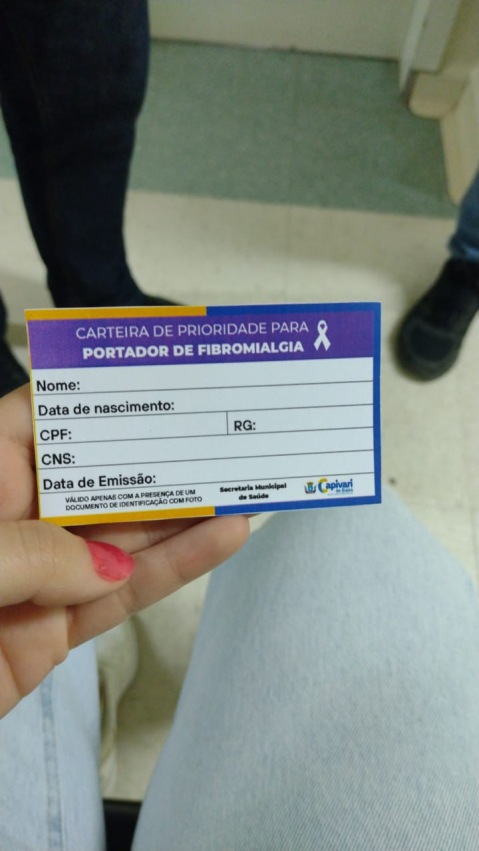 CARTEIRA DE PRIORIDADE PARA
PORTADOR DE FIBROMIALGIA
Nome:
Data de nascimento:
CPF:
RG:
CNS:
Data de Emissão:
VÁLIDO APENAS COM A PRESENÇA DE UM
DOCUMENTO DE IDENTIFICAÇÃO COM FOTO
Secretaria Municipal
de Saúde
Capivari